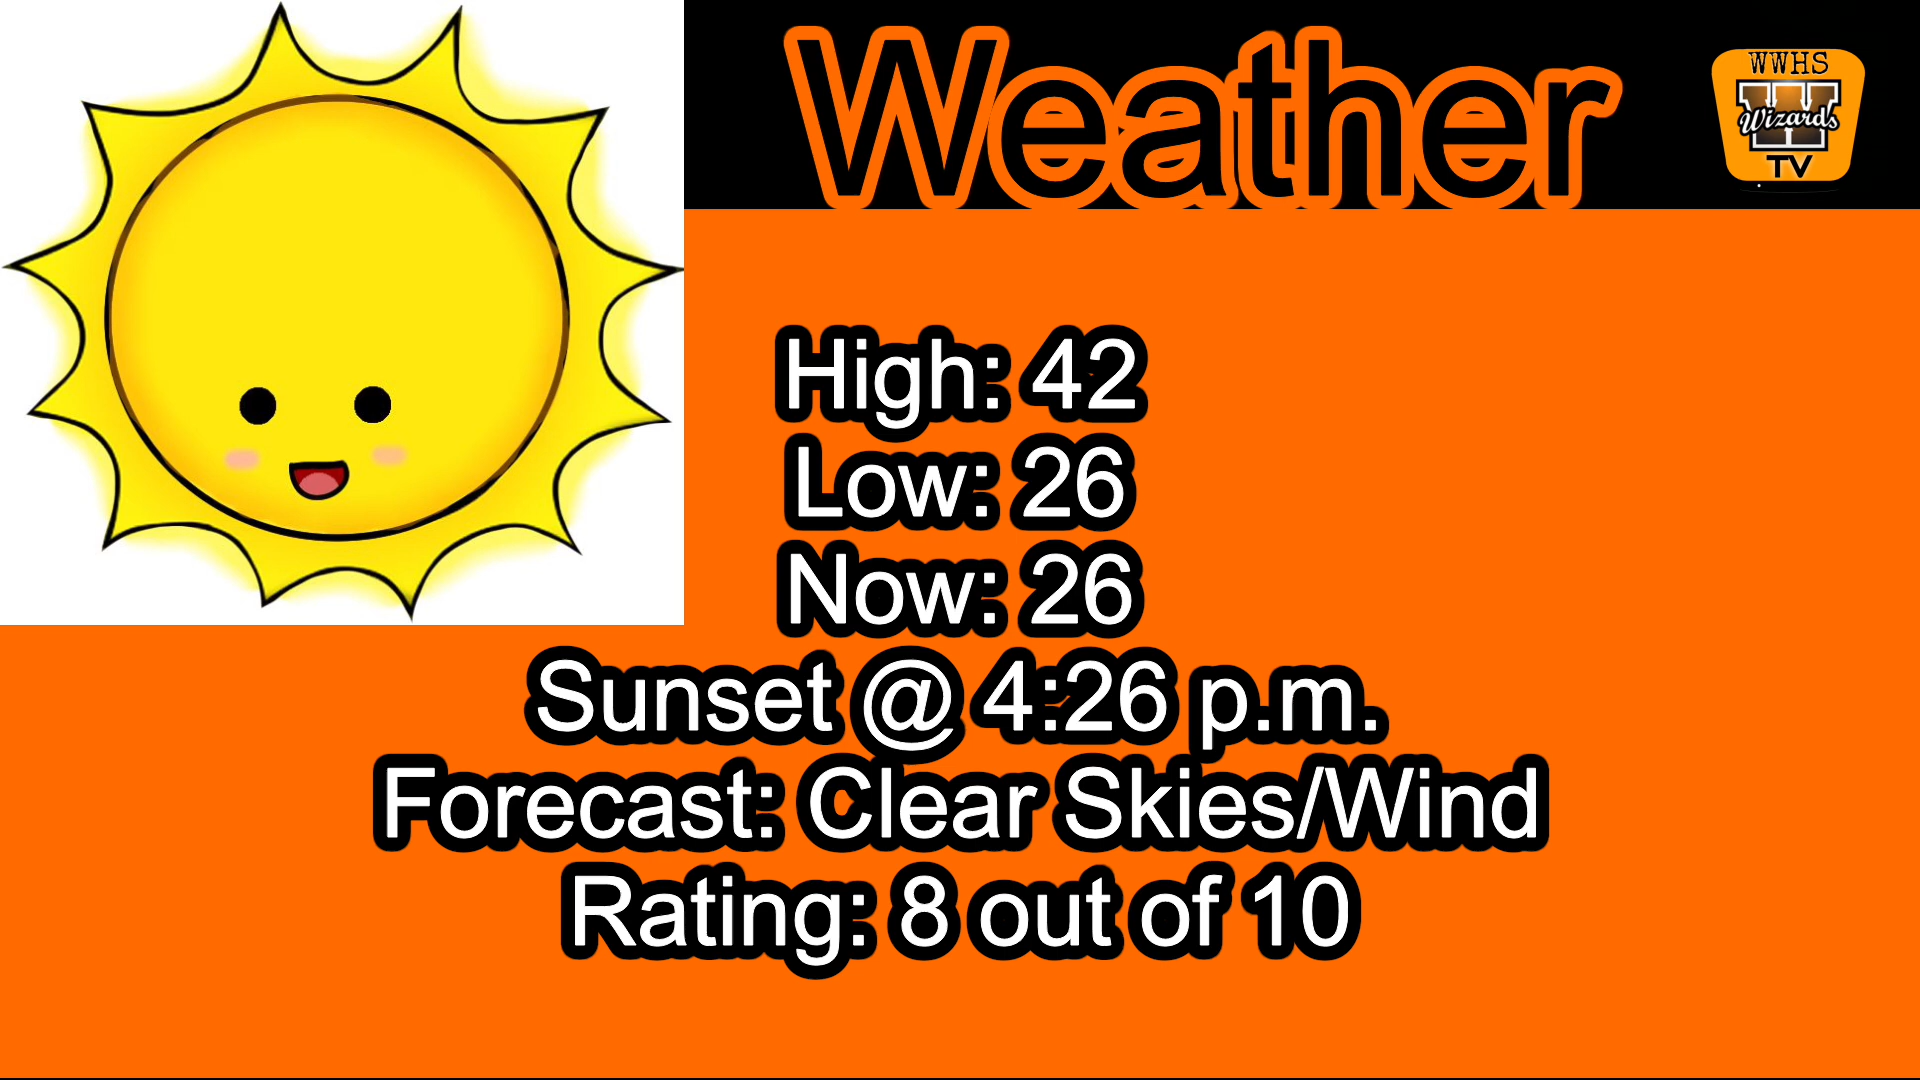 Weather
WWHS
W
Wizards
TV
High: 42
Low: 26
Now: 26
Sunset @ 4:26 p.m.
Forecast: Clear Skies/Wind
Rating: 8 out of 10